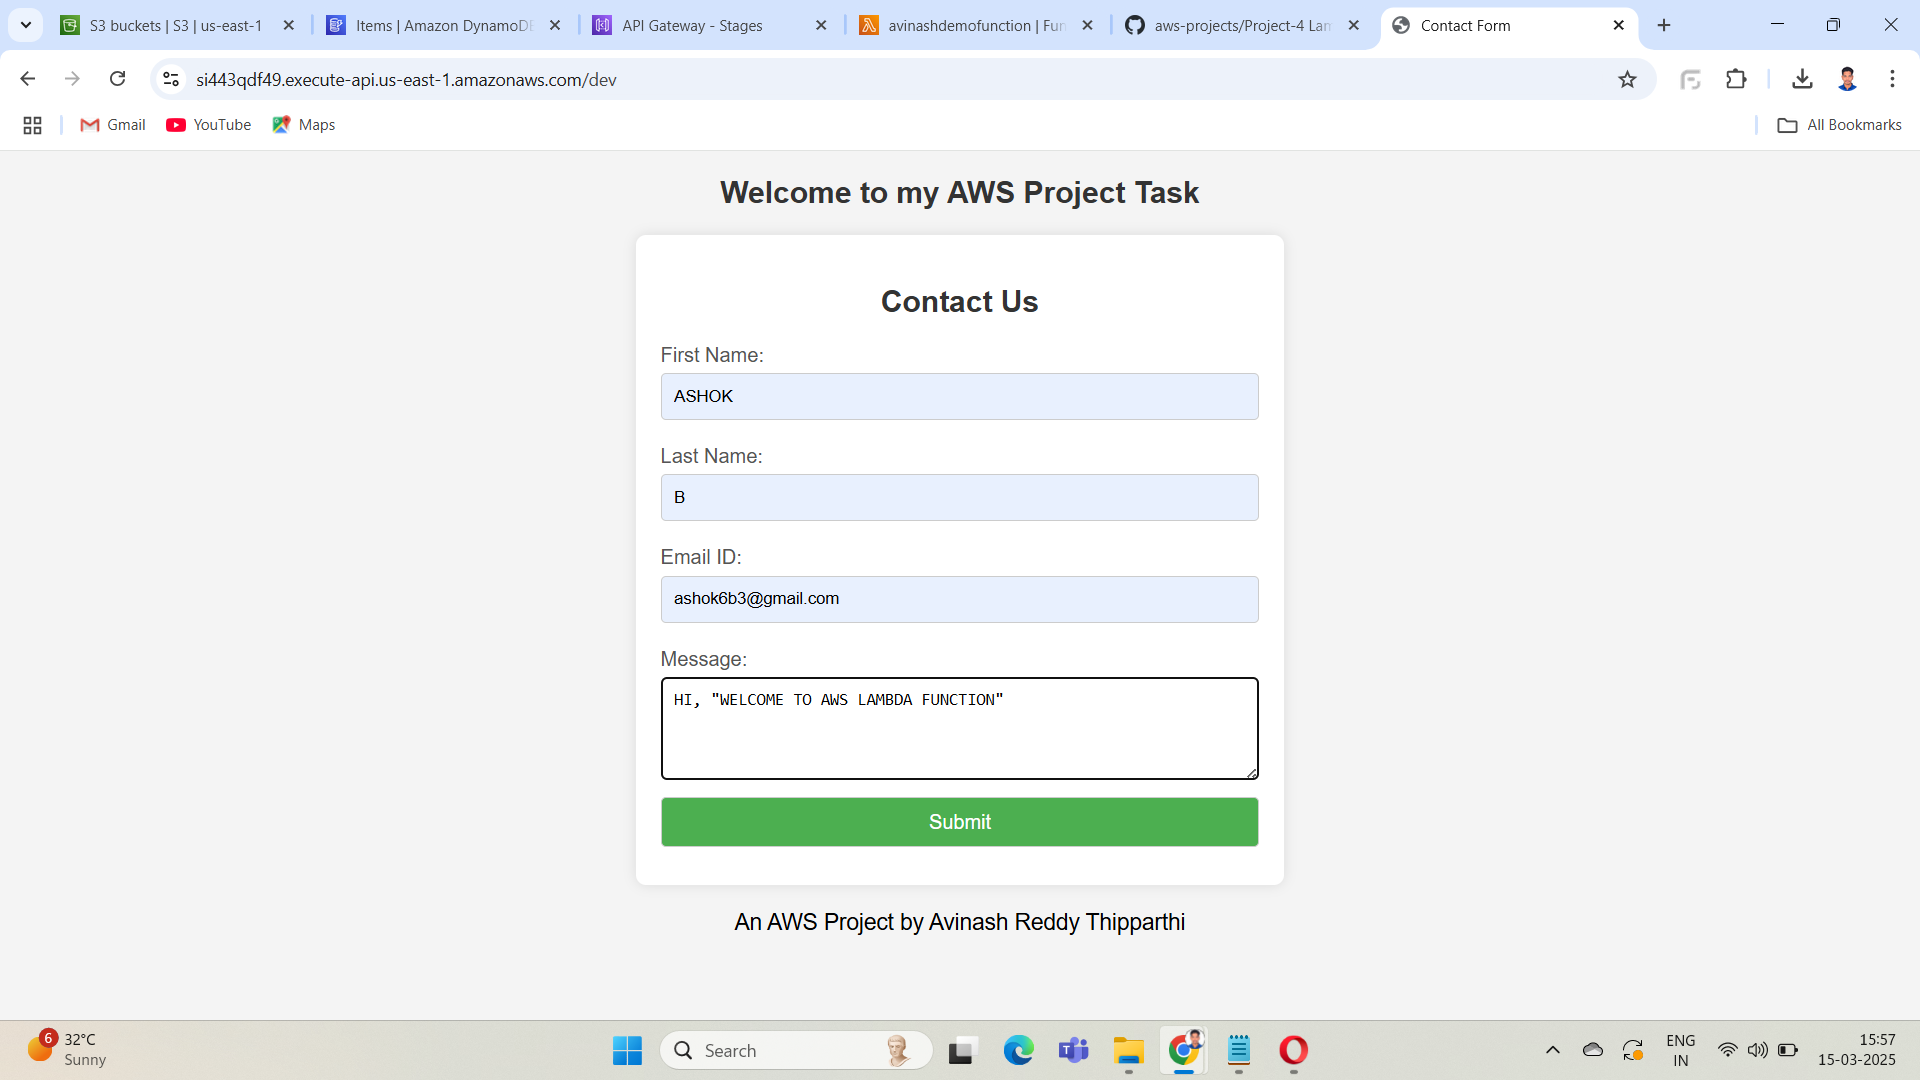 S3 buckets | S3 | us-east-1
Items | Amazon DynamoDB
API Gateway - Stages
avinashdemofunction | Fun
aws-projects/Project-4 Lam
Contact Form
si443qdf49.execute-api.us-east-1.amazonaws.com/dev
Gmail
YouTube
Maps
All Bookmarks
Welcome to my AWS Project Task
Contact Us
First Name:
ASHOK
Last Name:
B
Email ID:
ashok6b3@gmail.com
Message:
HI, "WELCOME TO AWS LAMBDA FUNCTION"
Submit
An AWS Project by Avinash Reddy Thipparthi
6
32°C
Sunny
Search
ENG
IN
15:57
15-03-2025